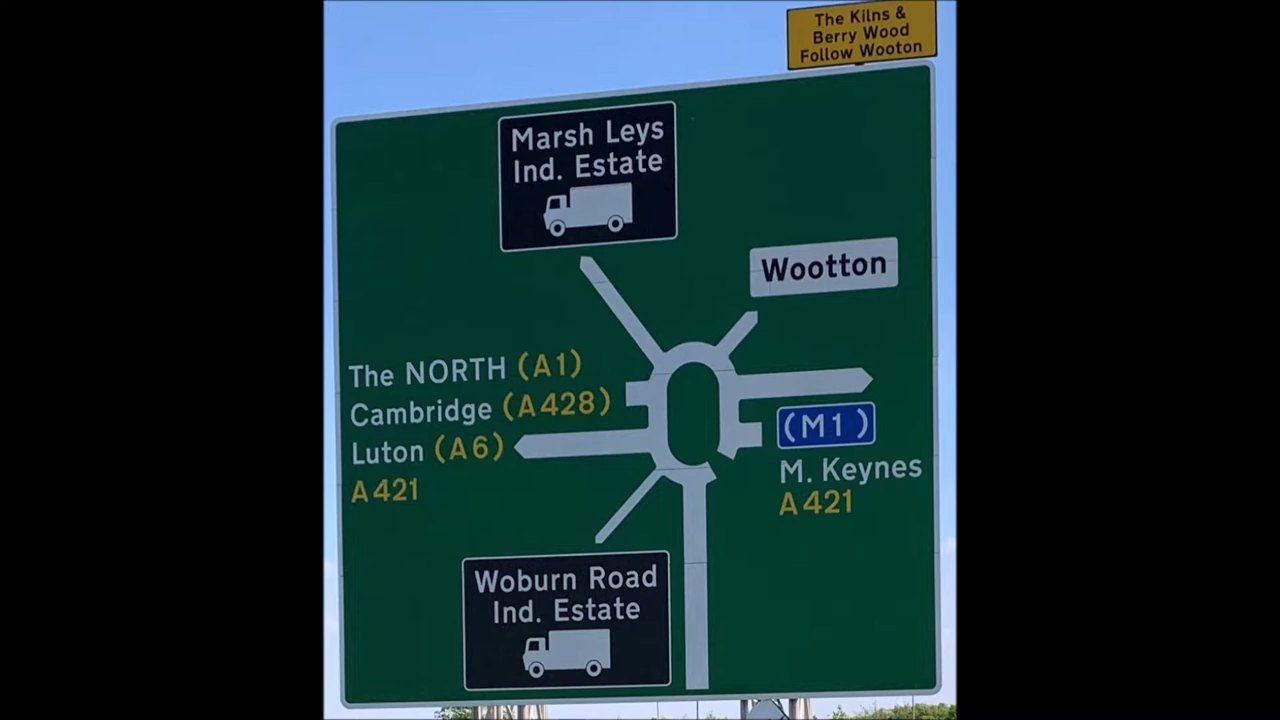 The Kilns &
Berry Wood
Follow Wooton
Marsh Leys
Ind. Estate
Wootton
The NORTH (A1)
Cambridge (A428)
Luton (A6)
A421
(M1)
M. Keynes
A421
Woburn Road
Ind. Estate